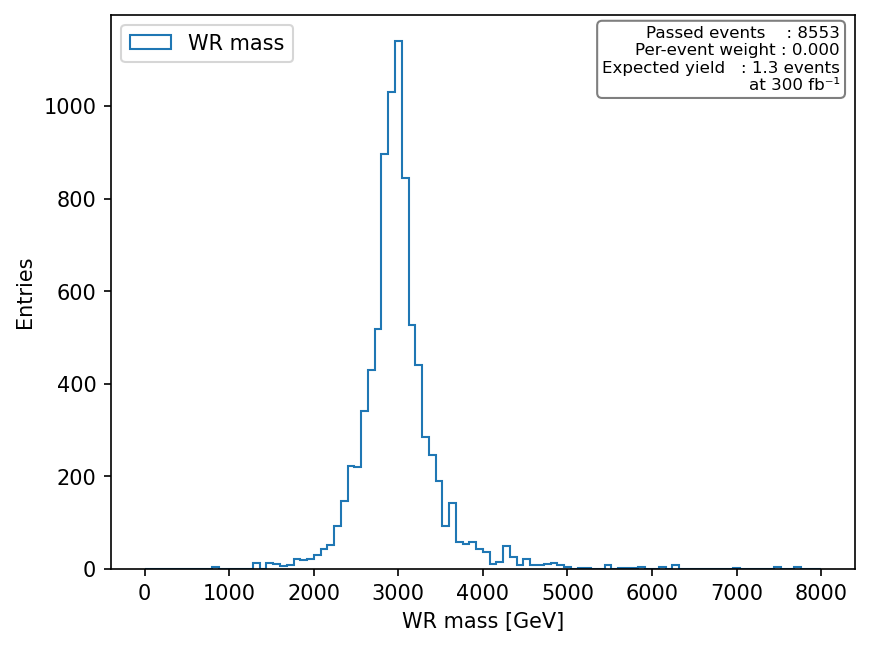 WR mass
Passed events : 8553
Per-event weight : 0.000
Expected yield : 1.3 events
at 300 fb⁻¹
Entries
1000
800
600
400
200
0
0 1000 2000 3000 4000 5000 6000 7000 8000
WR mass [GeV]